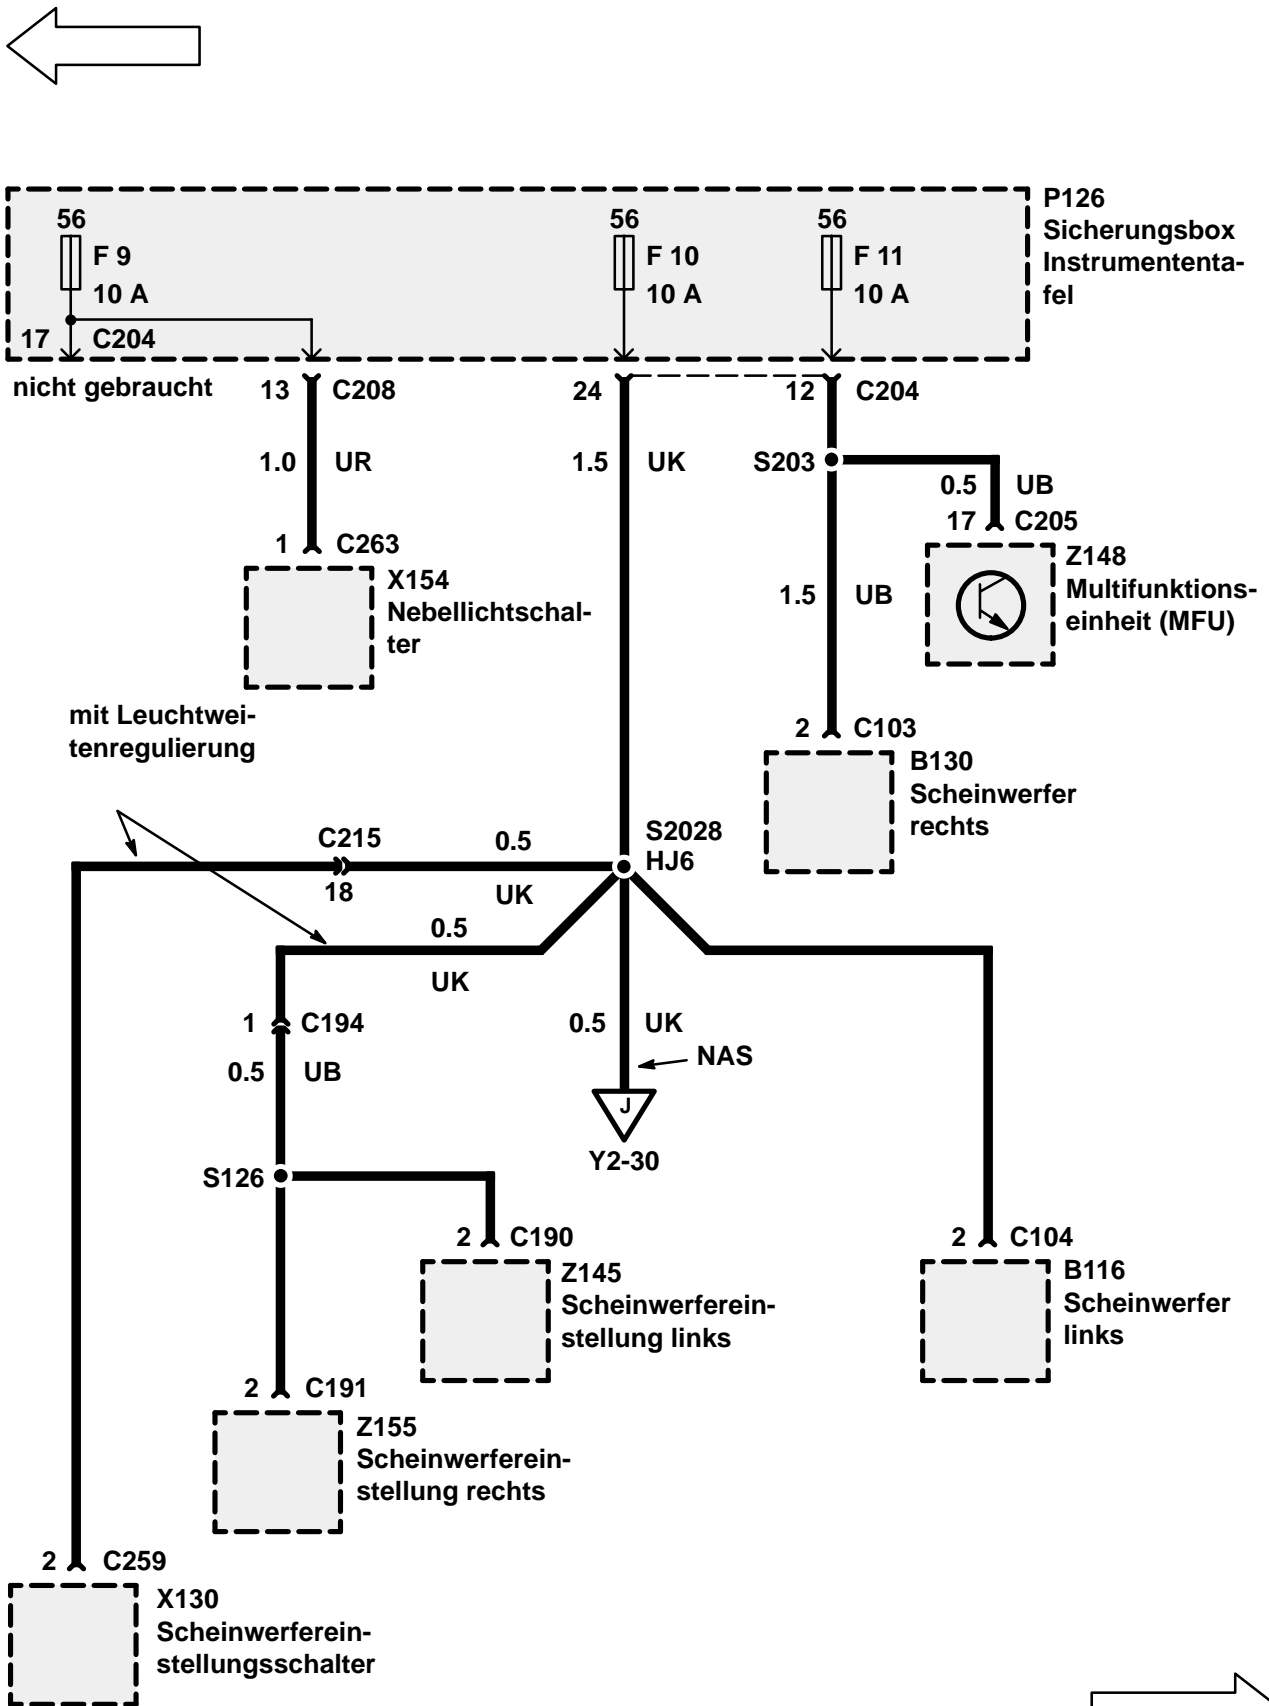 P126
Sicherungsbox
Instrumententa-
fel
56
F 9
10 A
56
F 10
10 A
56
F 11
10 A
17 C204
nicht gebraucht
13 C208
24
12 C204
1.0 UR
1.5 UK
S203
0.5 UB
17 C205
1 C263
X154
Nebellichtschal-
ter
Z148
Multifunktions-
einheit (MFU)
1.5 UB
mit Leuchtwei-
tenregulierung
2 C103
B130
Scheinwerfer
rechts
C215
18
0.5
UK
S2028
HJ6
0.5
UK
1 C194
0.5 UB
0.5 UK
NAS
J
Y2-30
S126
2 C190
Z145
Scheinwerferein-
stellung links
2 C104
B116
Scheinwerfer
links
2 C191
Z155
Scheinwerferein-
stellung rechts
2 C259
X130
Scheinwerferein-
stellungsschalter